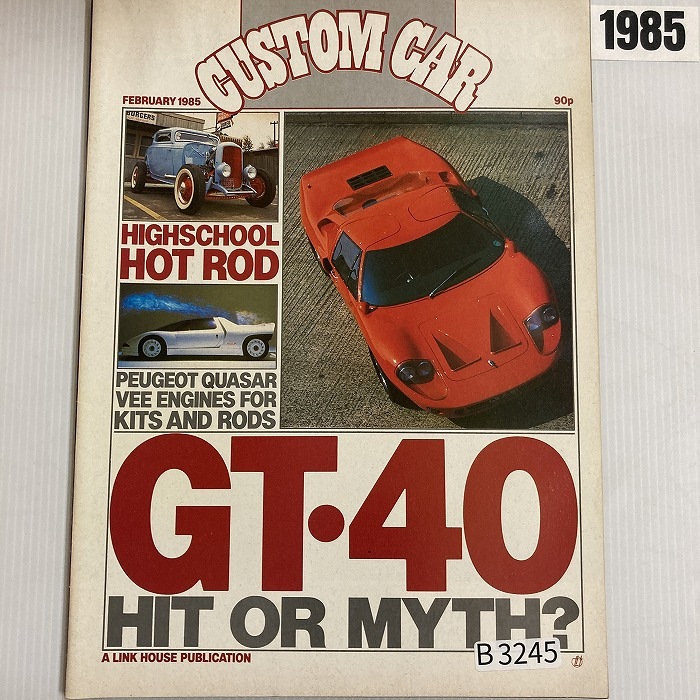 1985
CUSTOM CAR
FEBRUARY 1985
90p
BURGERS
HIGHSCHOOL
HOT ROD
PEUGEOT QUASAR
VEE ENGINES FOR
KITS AND RODS
GT·40
HIT OR MYTH?
B 3245
A LINK HOUSE PUBLICATION